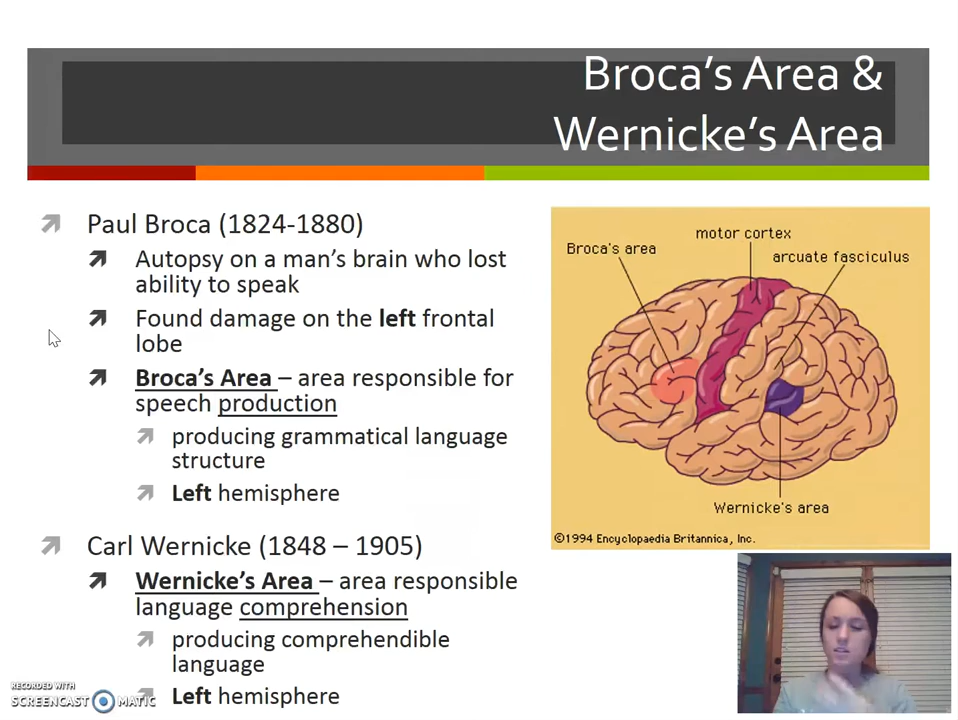 Broca's Area &
Wernicke's Area
Paul Broca (1824-1880)
Autopsy on a man's brain who lost
ability to speak
Found damage on the left frontal
lobe
Broca's Area – area responsible for
speech production
producing grammatical language
structure
Left hemisphere
Carl Wernicke (1848 – 1905)
Wernicke's Area – area responsible
language comprehension
producing comprehendible
language
Left hemisphere
motor cortex
Broca's area
arcuate fasciculus
Wernicke's area
©1994 Encyclopaedia Britannica, Inc.
RECORDED WITH
SCREENCAST MATIC